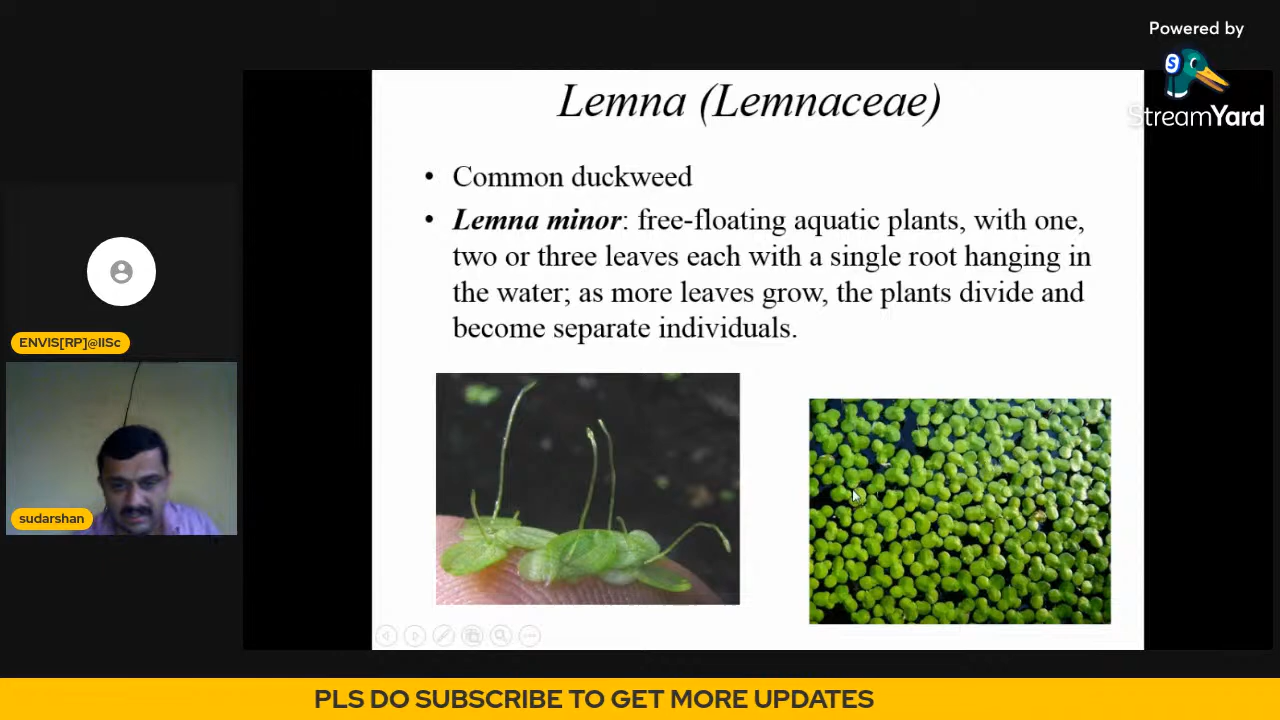 Powered by
S
StreamYard
Lemna (Lemnaceae)
• Common duckweed
• Lemna minor: free-floating aquatic plants, with one,
two or three leaves each with a single root hanging in
the water; as more leaves grow, the plants divide and
become separate individuals.
ENVIS[RP]@IISc
sudarshan
PLS DO SUBSCRIBE TO GET MORE UPDATES